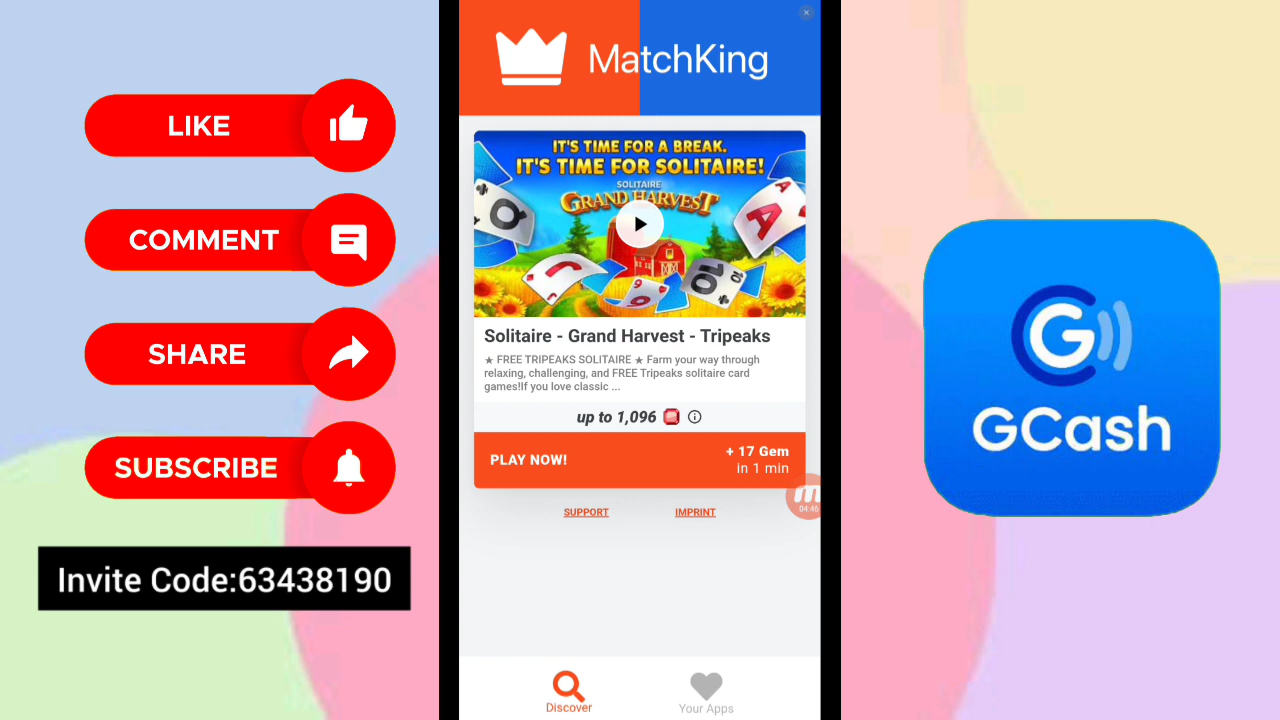 LIKE
COMMENT
SHARE
SUBSCRIBE
Invite Code:63438190
MatchKing
IT'S TIME FOR A BREAK.
IT'S TIME FOR SOLITAIRE!
SOLITAIRE
GRAND HARVEST
Q
A
10
9
Solitaire - Grand Harvest - Tripeaks
★ FREE TRIPEAKS SOLITAIRE ★ Farm your way through
relaxing, challenging, and FREE Tripeaks solitaire card
games!If you love classic ...
up to 1,096
PLAY NOW!
+ 17 Gem
in 1 min
04:46
SUPPORT
IMPRINT
Discover
Your Apps
G
GCash